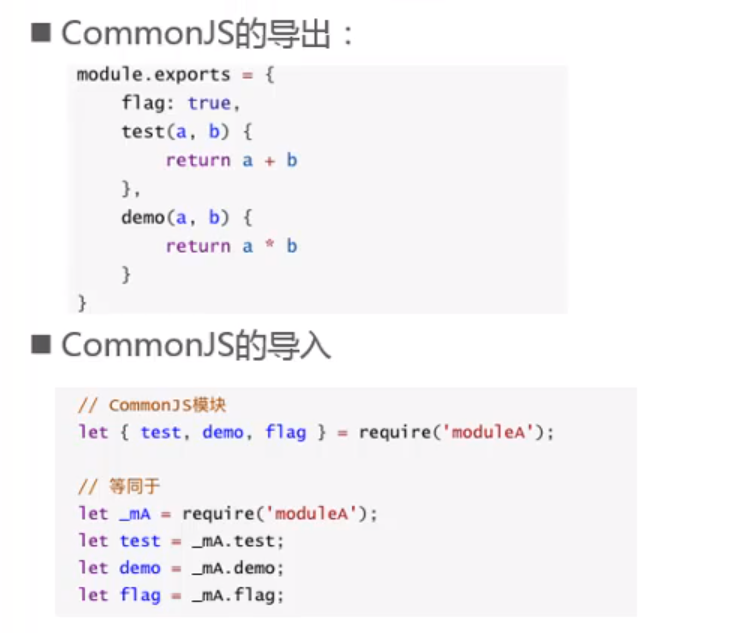 ■ CommonJS的导出：
module.exports = {
    flag: true,
    test(a, b) {
        return a + b
    },
    demo(a, b) {
        return a * b
    }
}
■ CommonJS的导入
// CommonJS模块
let { test, demo, flag } = require('moduleA');
// 等同于
let _mA = require('moduleA');
let test = _mA.test;
let demo = _mA.demo;
let flag = _mA.flag;